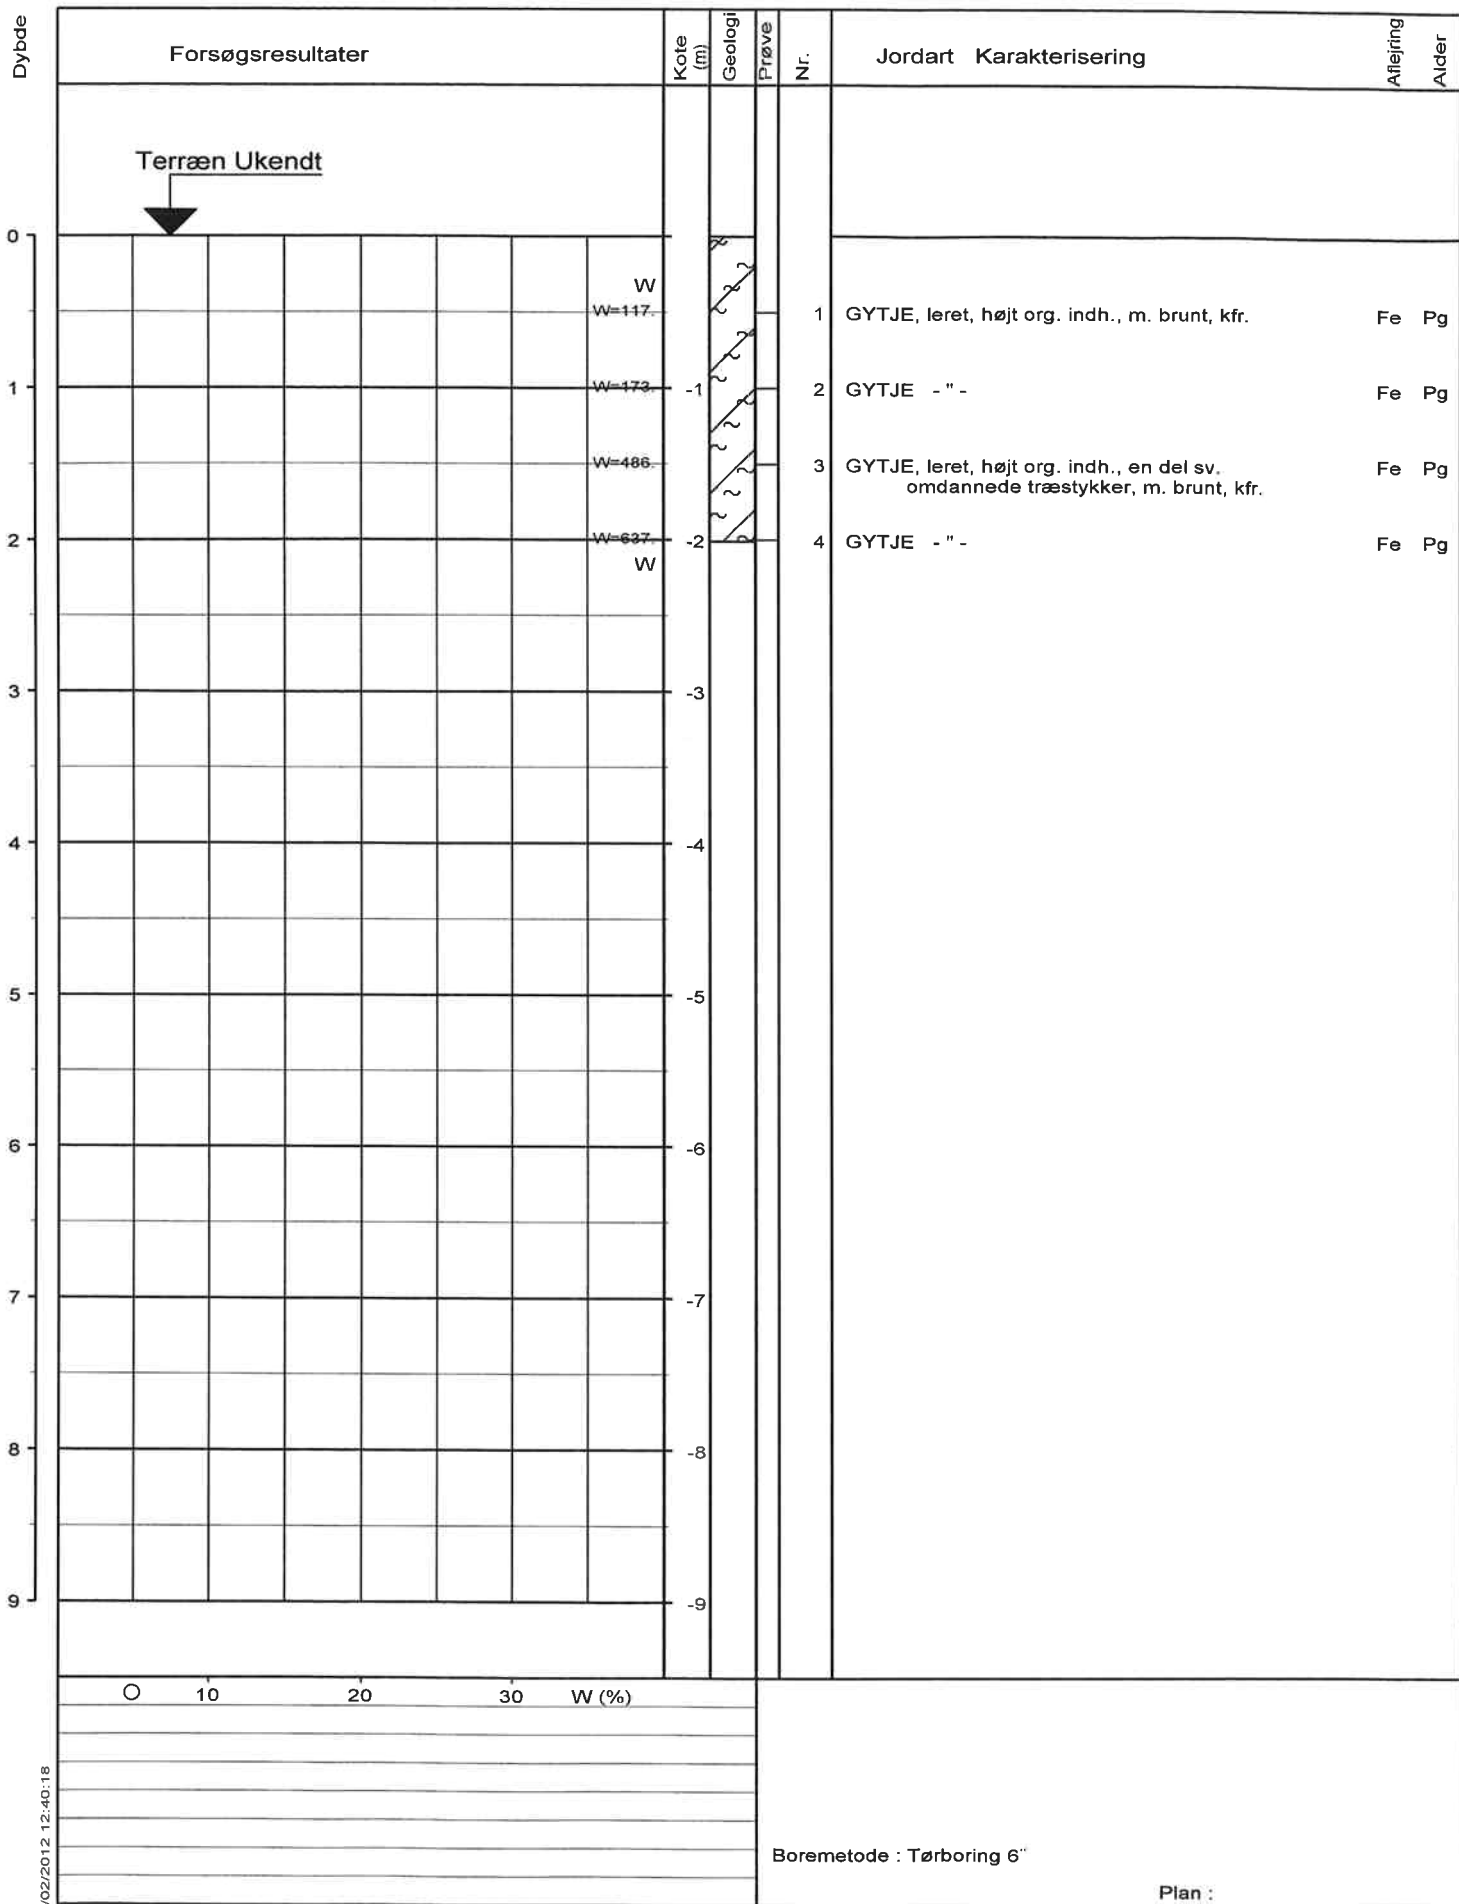 Dybde
Forsøgsresultater
Kote (m)
Geologi
Prøve
Nr.
Jordart Karakterisering
Aflejring
Alder
Terræn Ukendt
0
W
W=117.
1 GYTJE, leret, højt org. indh., m. brunt, kfr. Fe Pg
1 W=173. -1 2 GYTJE - " - Fe Pg
W=486. 3 GYTJE, leret, højt org. indh., en del sv. Fe Pg
omdannede træstykker, m. brunt, kfr.
2 W=637. -2 4 GYTJE - " - Fe Pg
W
3 -3
4 -4
5 -5
6 -6
7 -7
8 -8
9 -9
10 20 30 W (%)
/02/2012 12:40:18
Boremetode : Tørboring 6"
Plan :